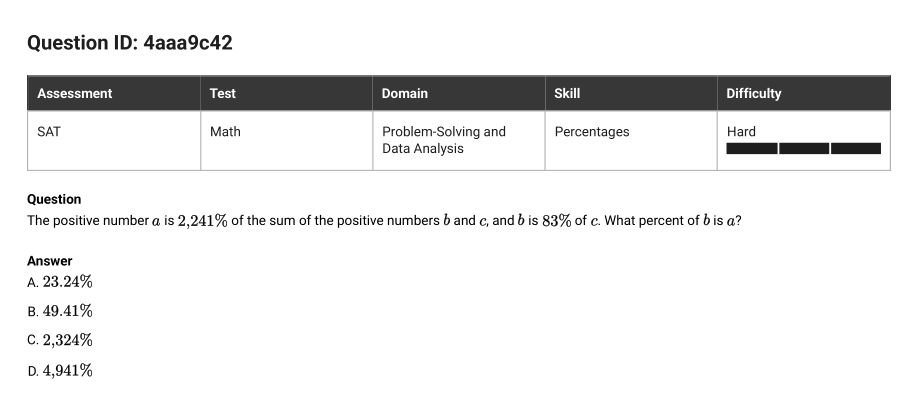 Question ID: 4aaa9c42
Assessment Test Domain Skill Difficulty
SAT Math Problem-Solving and Data Analysis Percentages Hard
Question
The positive number a is 2,241% of the sum of the positive numbers b and c, and b is 83% of c. What percent of b is a?
Answer
A. 23.24%
B. 49.41%
C. 2,324%
D. 4,941%